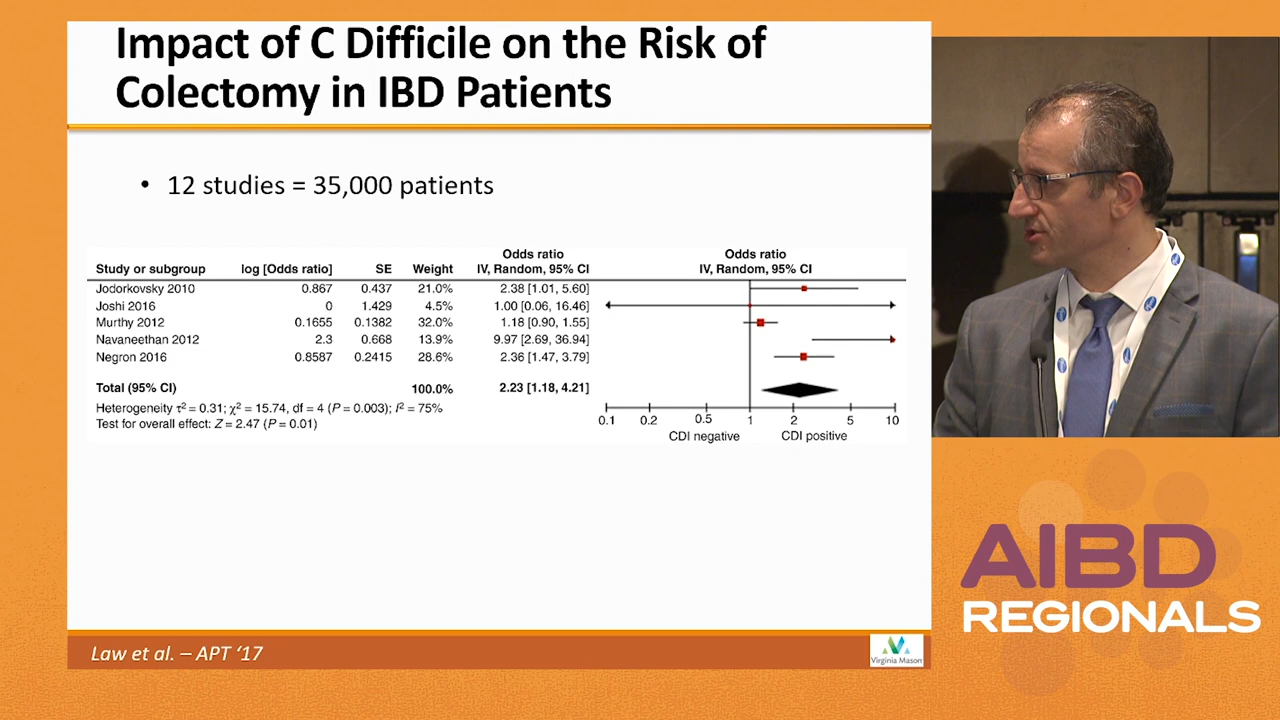 Impact of C Difficile on the Risk of
Colectomy in IBD Patients
• 12 studies = 35,000 patients
Odds ratio
Odds ratio
Study or subgroup log [Odds ratio] SE Weight IV, Random, 95% CI IV, Random, 95% CI
Jodorkovsky 2010 0.867 0.437 21.0% 2.38 [1.01, 5.60]
Joshi 2016 0 1.429 4.5% 1.00 [0.06, 16.46]
Murthy 2012 0.1655 0.1382 32.0% 1.18 [0.90, 1.55]
Navaneethan 2012 2.3 0.668 13.9% 9.97 [2.69, 36.94]
Negron 2016 0.8587 0.2415 28.6% 2.36 [1.47, 3.79]
Total (95% CI) 100.0% 2.23 [1.18, 4.21]
Heterogeneity τ² = 0.31; χ² = 15.74, df = 4 (P = 0.003); I² = 75%
Test for overall effect: Z = 2.47 (P = 0.01)
0.1 0.2 0.5 1 2 5 10
CDI negative CDI positive
Law et al. – APT ‘17
Virginia Mason
AIBD
REGIONALS